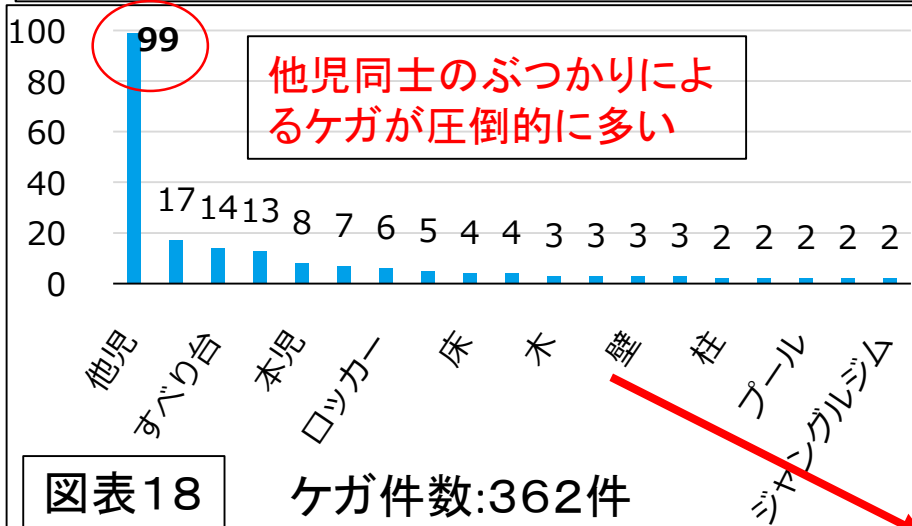 100
80
60
40
20
0
99
他児同士のぶつかりによ
るケガが圧倒的に多い
17 14 13 8 7 6 5 4 4 3 3 3 3 2 2 2 2 2
他児 すべり台 本児 ロッカー 床 木 壁 柱 プール ジャングルジム
図表18 ケガ件数:362件